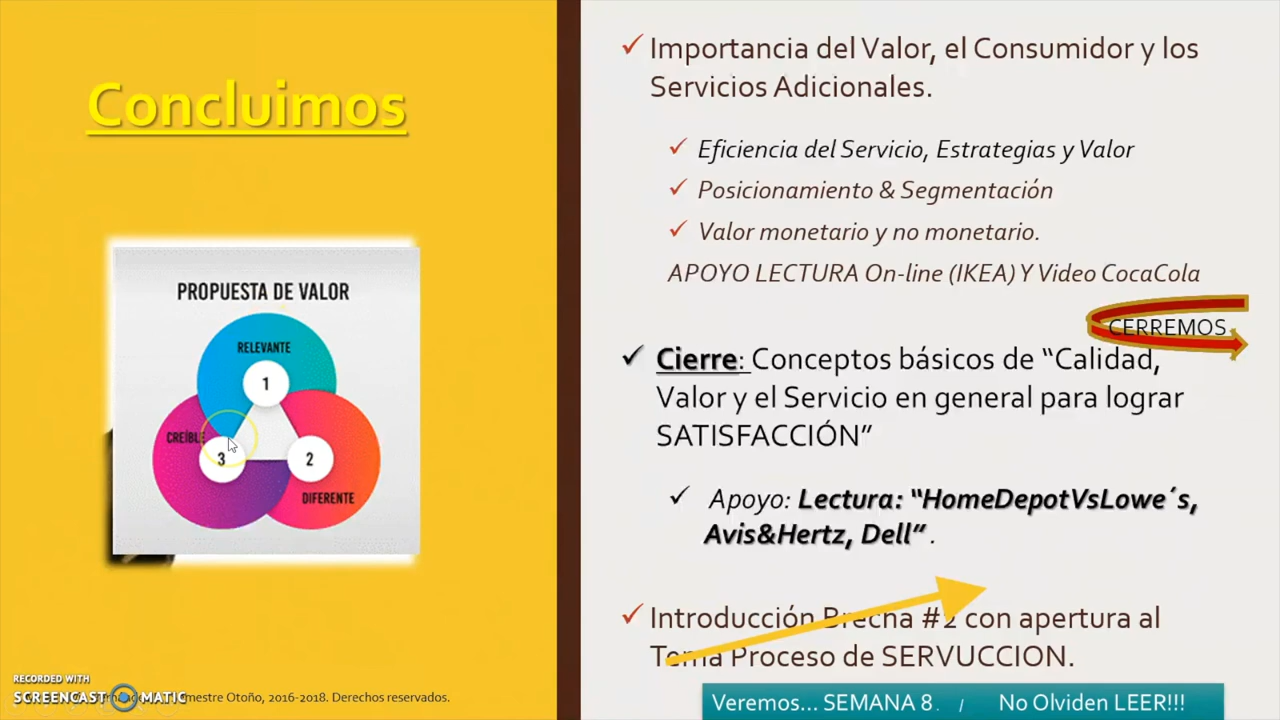 Concluimos
PROPUESTA DE VALOR
RELEVANTE
1
CREÍBLE
3
2
DIFERENTE
RECORDED WITH
SCREENCAST MATIC
mestre Otoño, 2016-2018. Derechos reservados.
✓ Importancia del Valor, el Consumidor y los
Servicios Adicionales.
✓ Eficiencia del Servicio, Estrategias y Valor
✓ Posicionamiento & Segmentación
✓ Valor monetario y no monetario.
APOYO LECTURA On-line (IKEA) Y Video CocaCola
CERREMOS
✓ Cierre: Conceptos básicos de “Calidad,
Valor y el Servicio en general para lograr
SATISFACCIÓN”
✓ Apoyo: Lectura: “HomeDepotVsLowe´s,
Avis&Hertz, Dell” .
✓ Introducción Brecha #2 con apertura al
Tema Proceso de SERVUCCION.
Veremos... SEMANA 8. / No Olviden LEER!!!